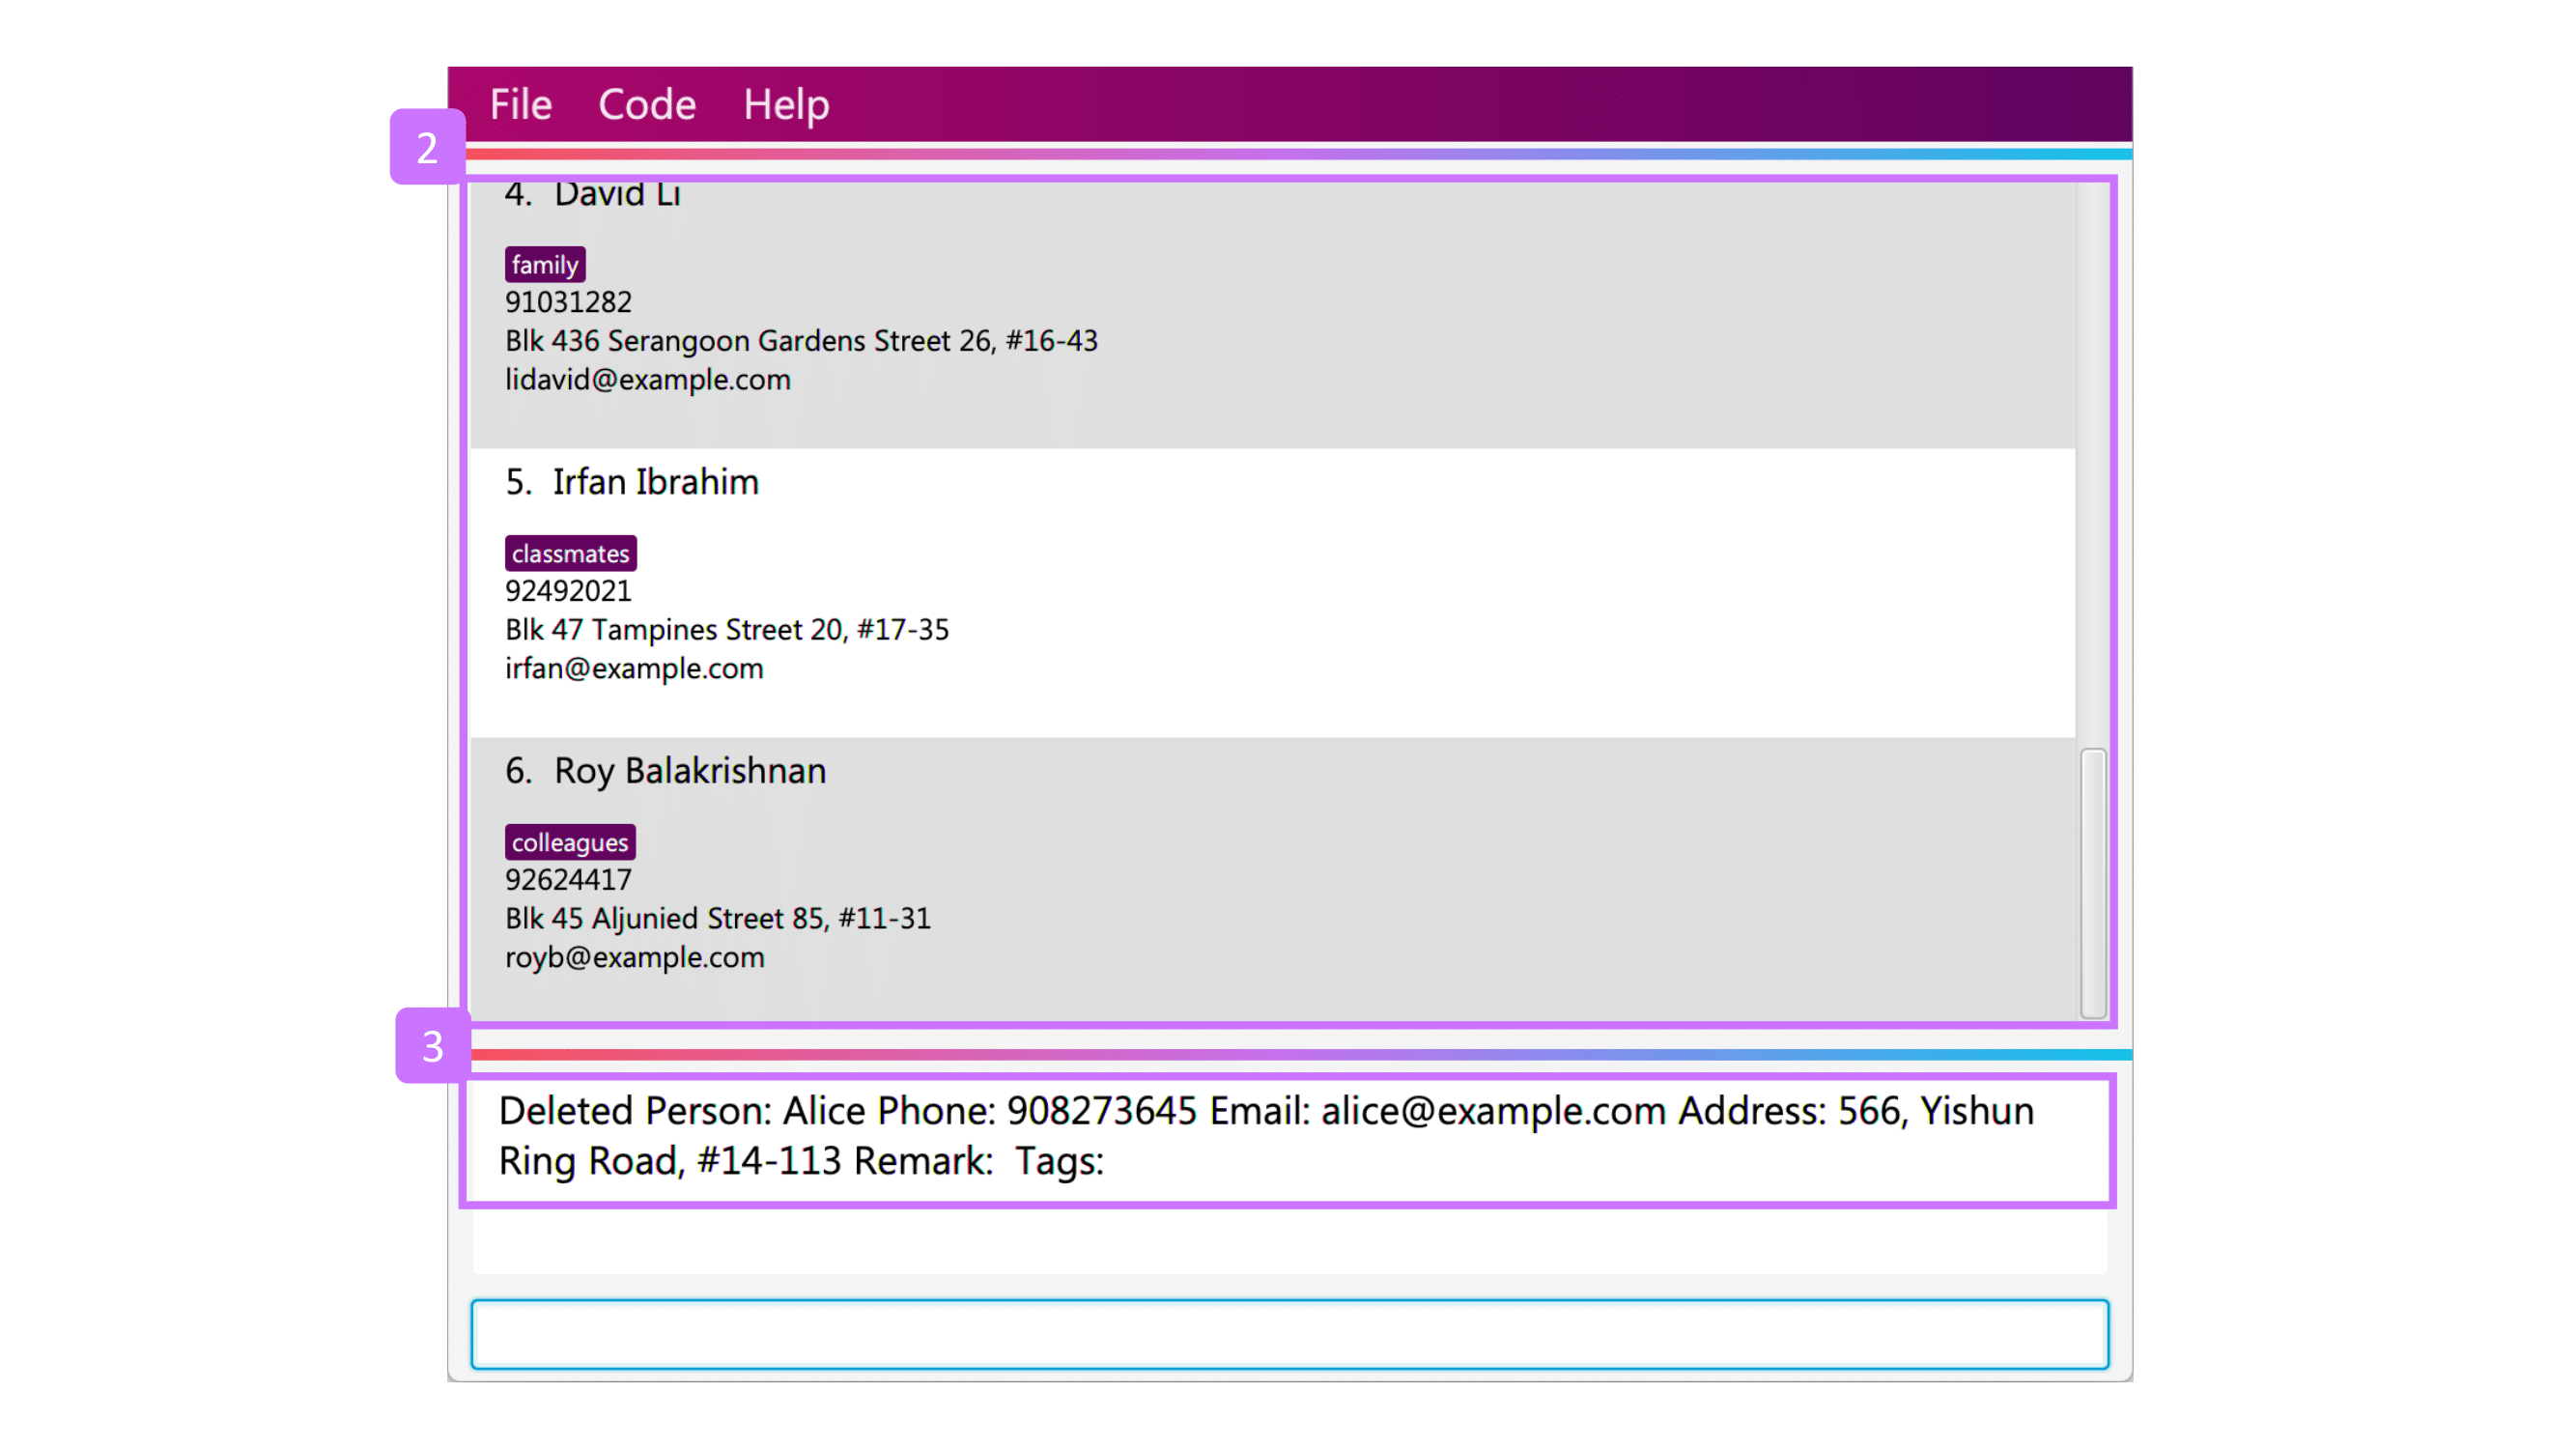 File Code Help
2
4. David Li
family
91031282
Blk 436 Serangoon Gardens Street 26, #16-43
lidavid@example.com
5. Irfan Ibrahim
classmates
92492021
Blk 47 Tampines Street 20, #17-35
irfan@example.com
6. Roy Balakrishnan
colleagues
92624417
Blk 45 Aljunied Street 85, #11-31
royb@example.com
3
Deleted Person: Alice Phone: 908273645 Email: alice@example.com Address: 566, Yishun
Ring Road, #14-113 Remark:  Tags: